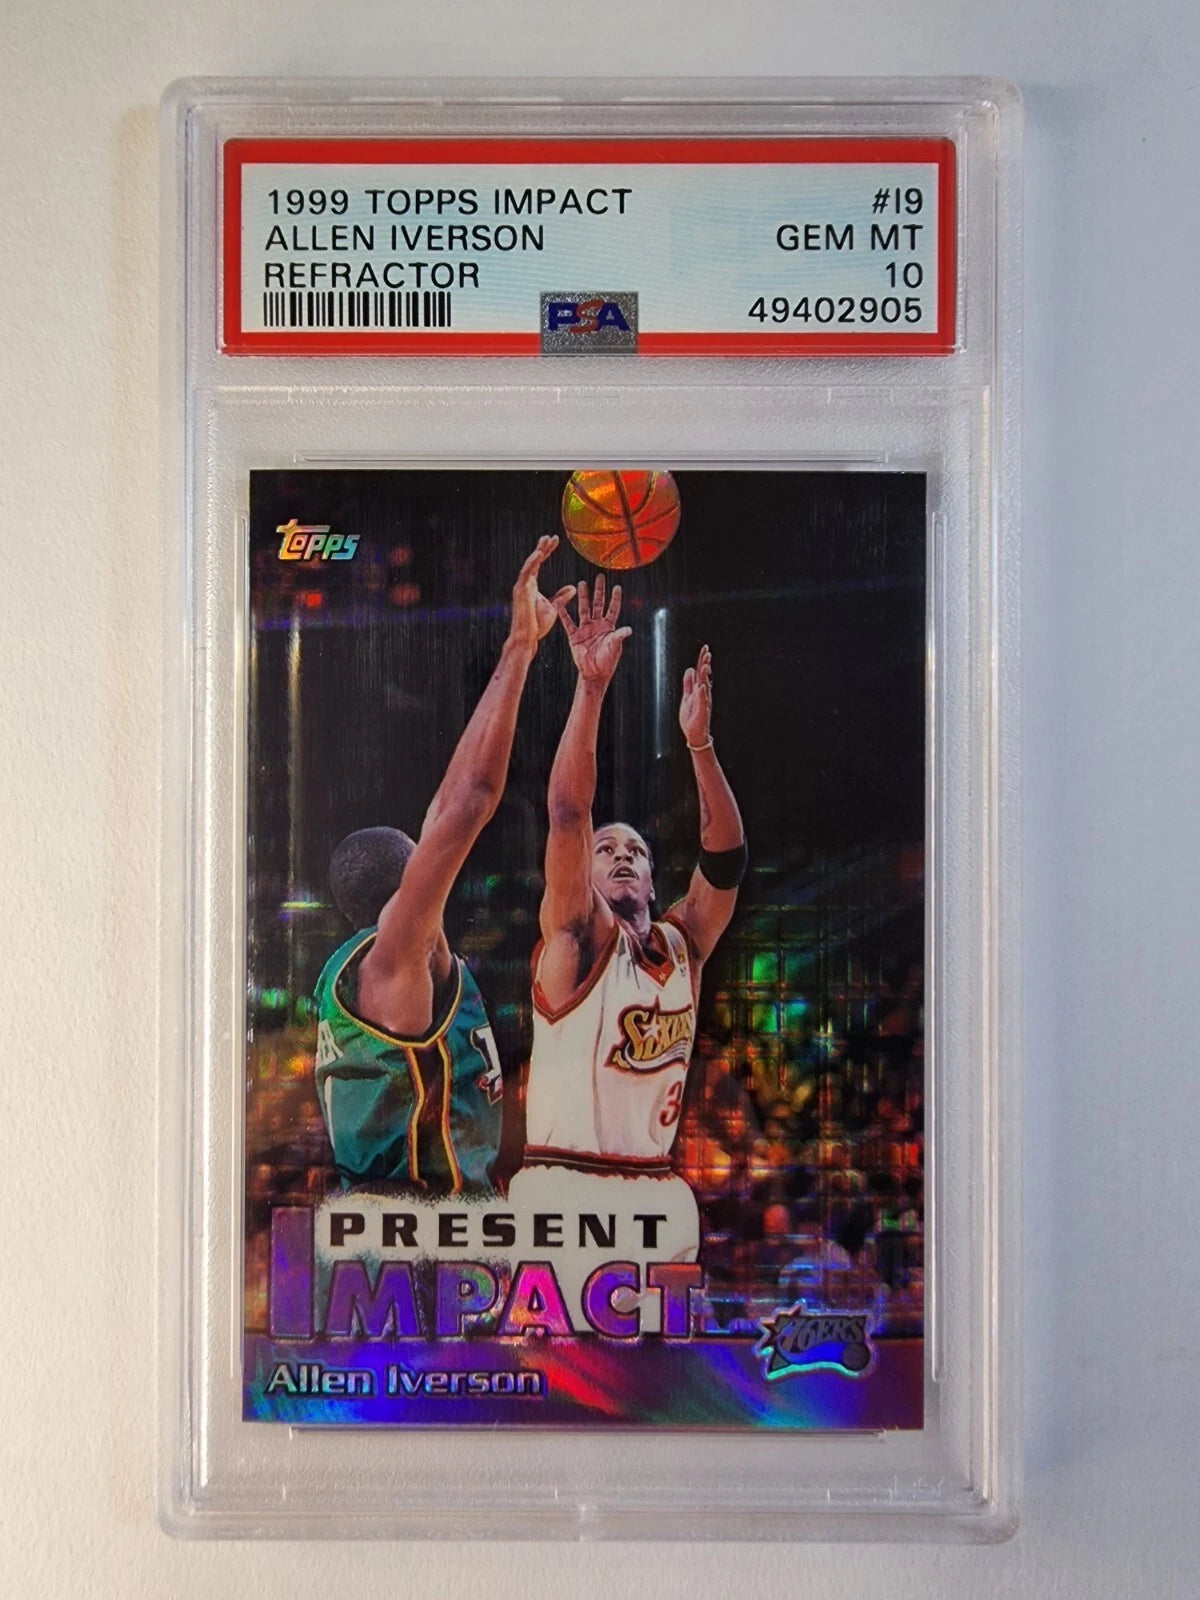 1999 TOPPS IMPACT #I9
ALLEN IVERSON GEM MT
REFRACTOR 10
PSA 49402905
Topps
SIXERS
3
PRESENT
IMPACT
76ERS
Allen Iverson